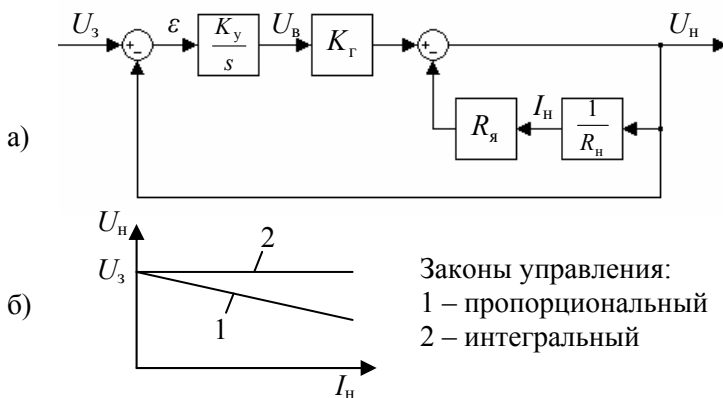 U_з + - ε K_у / s U_в K_г + - U_н
R_я I_н 1 / R_н
а)
U_н
U_з
2
1
I_н
б)
Законы управления:
1 – пропорциональный
2 – интегральный